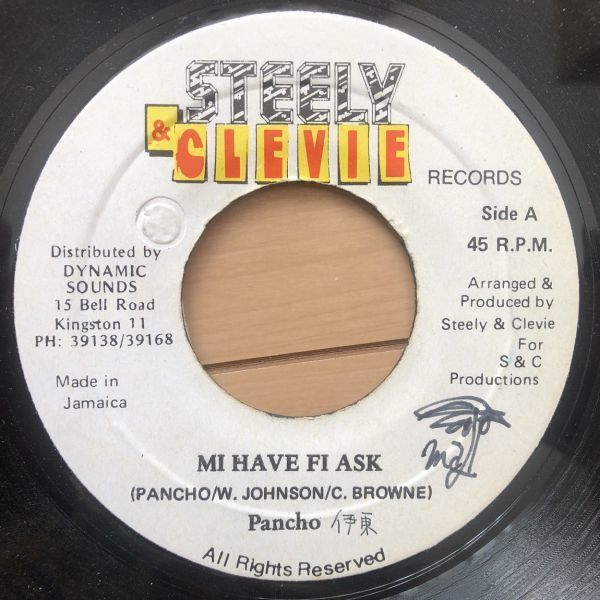 STEELY
& CLEVIE
RECORDS
Side A
45 R.P.M.
Distributed by
DYNAMIC
SOUNDS
15 Bell Road
Kingston 11
PH: 39138/39168
Made in
Jamaica
Arranged &
Produced by
Steely & Clevie
For
S & C
Productions
MI HAVE FI ASK
(PANCHO/W. JOHNSON/C. BROWNE)
Pancho 伊東
All Rights Reserved